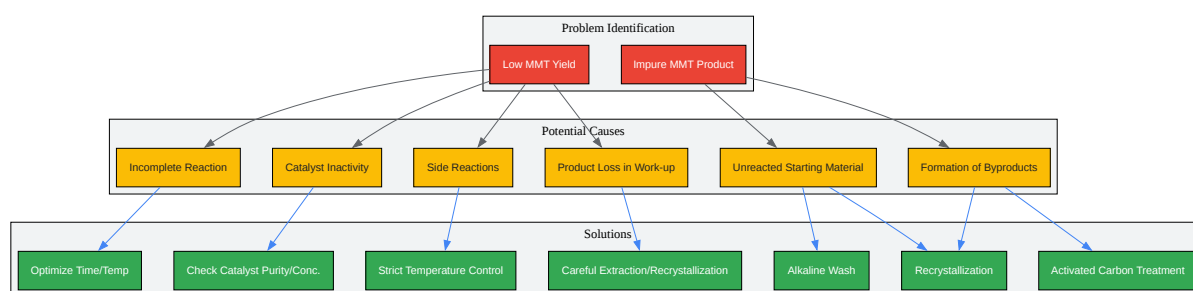 Problem Identification
Low MMT Yield
Impure MMT Product
Potential Causes
Incomplete Reaction
Catalyst Inactivity
Side Reactions
Product Loss in Work-up
Unreacted Starting Material
Formation of Byproducts
Solutions
Optimize Time/Temp
Check Catalyst Purity/Conc.
Strict Temperature Control
Careful Extraction/Recrystallization
Alkaline Wash
Recrystallization
Activated Carbon Treatment